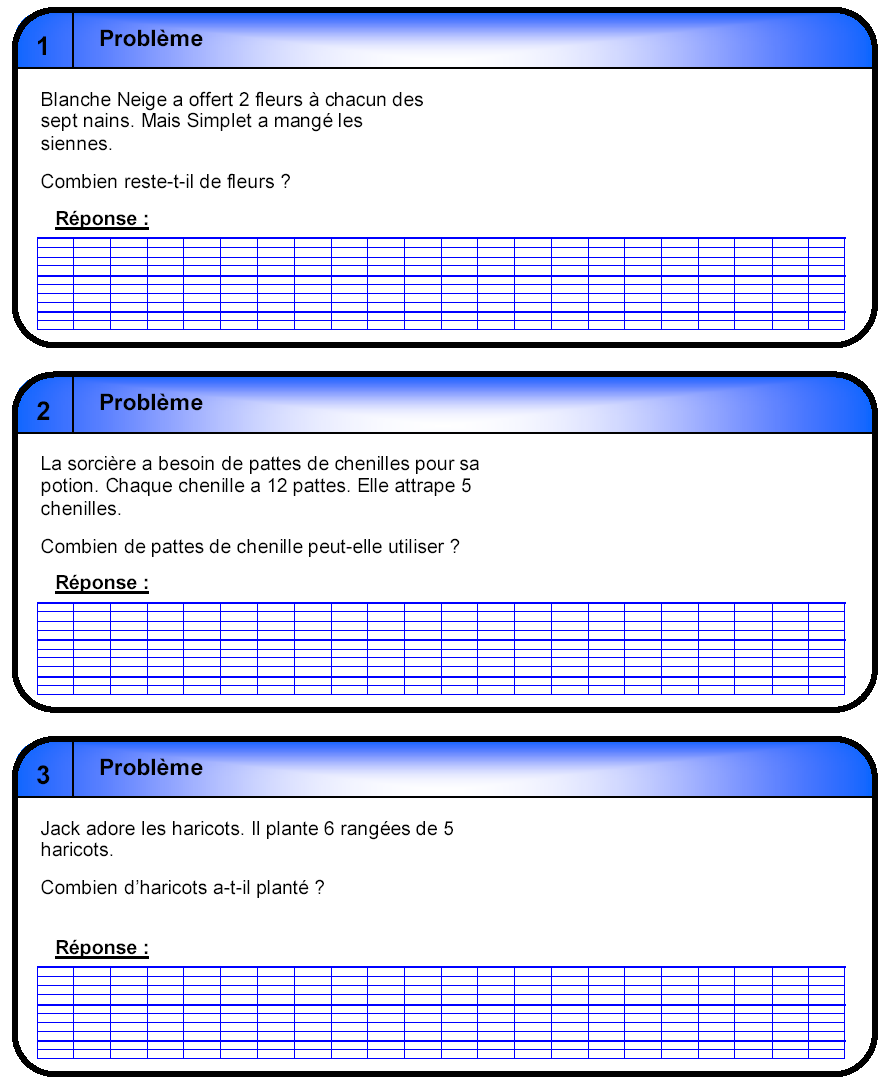 1 Problème
Blanche Neige a offert 2 fleurs à chacun des
sept nains. Mais Simplet a mangé les
siennes.
Combien reste-t-il de fleurs ?
Réponse :
2 Problème
La sorcière a besoin de pattes de chenilles pour sa
potion. Chaque chenille a 12 pattes. Elle attrape 5
chenilles.
Combien de pattes de chenille peut-elle utiliser ?
Réponse :
3 Problème
Jack adore les haricots. Il plante 6 rangées de 5
haricots.
Combien d’haricots a-t-il planté ?
Réponse :